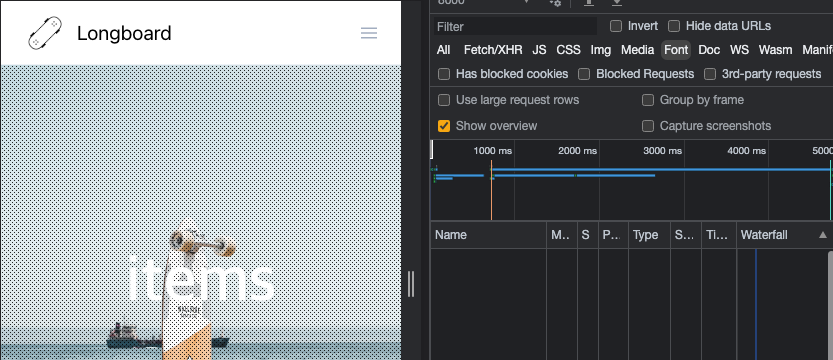 Longboard
items
Filter
Invert
Hide data URLs
All Fetch/XHR JS CSS Img Media Font Doc WS Wasm Manif
Has blocked cookies
Blocked Requests
3rd-party requests
Use large request rows
Group by frame
Show overview
Capture screenshots
1000 ms 2000 ms 3000 ms 4000 ms 5000
Name M... S P... Type S... Ti... Waterfall